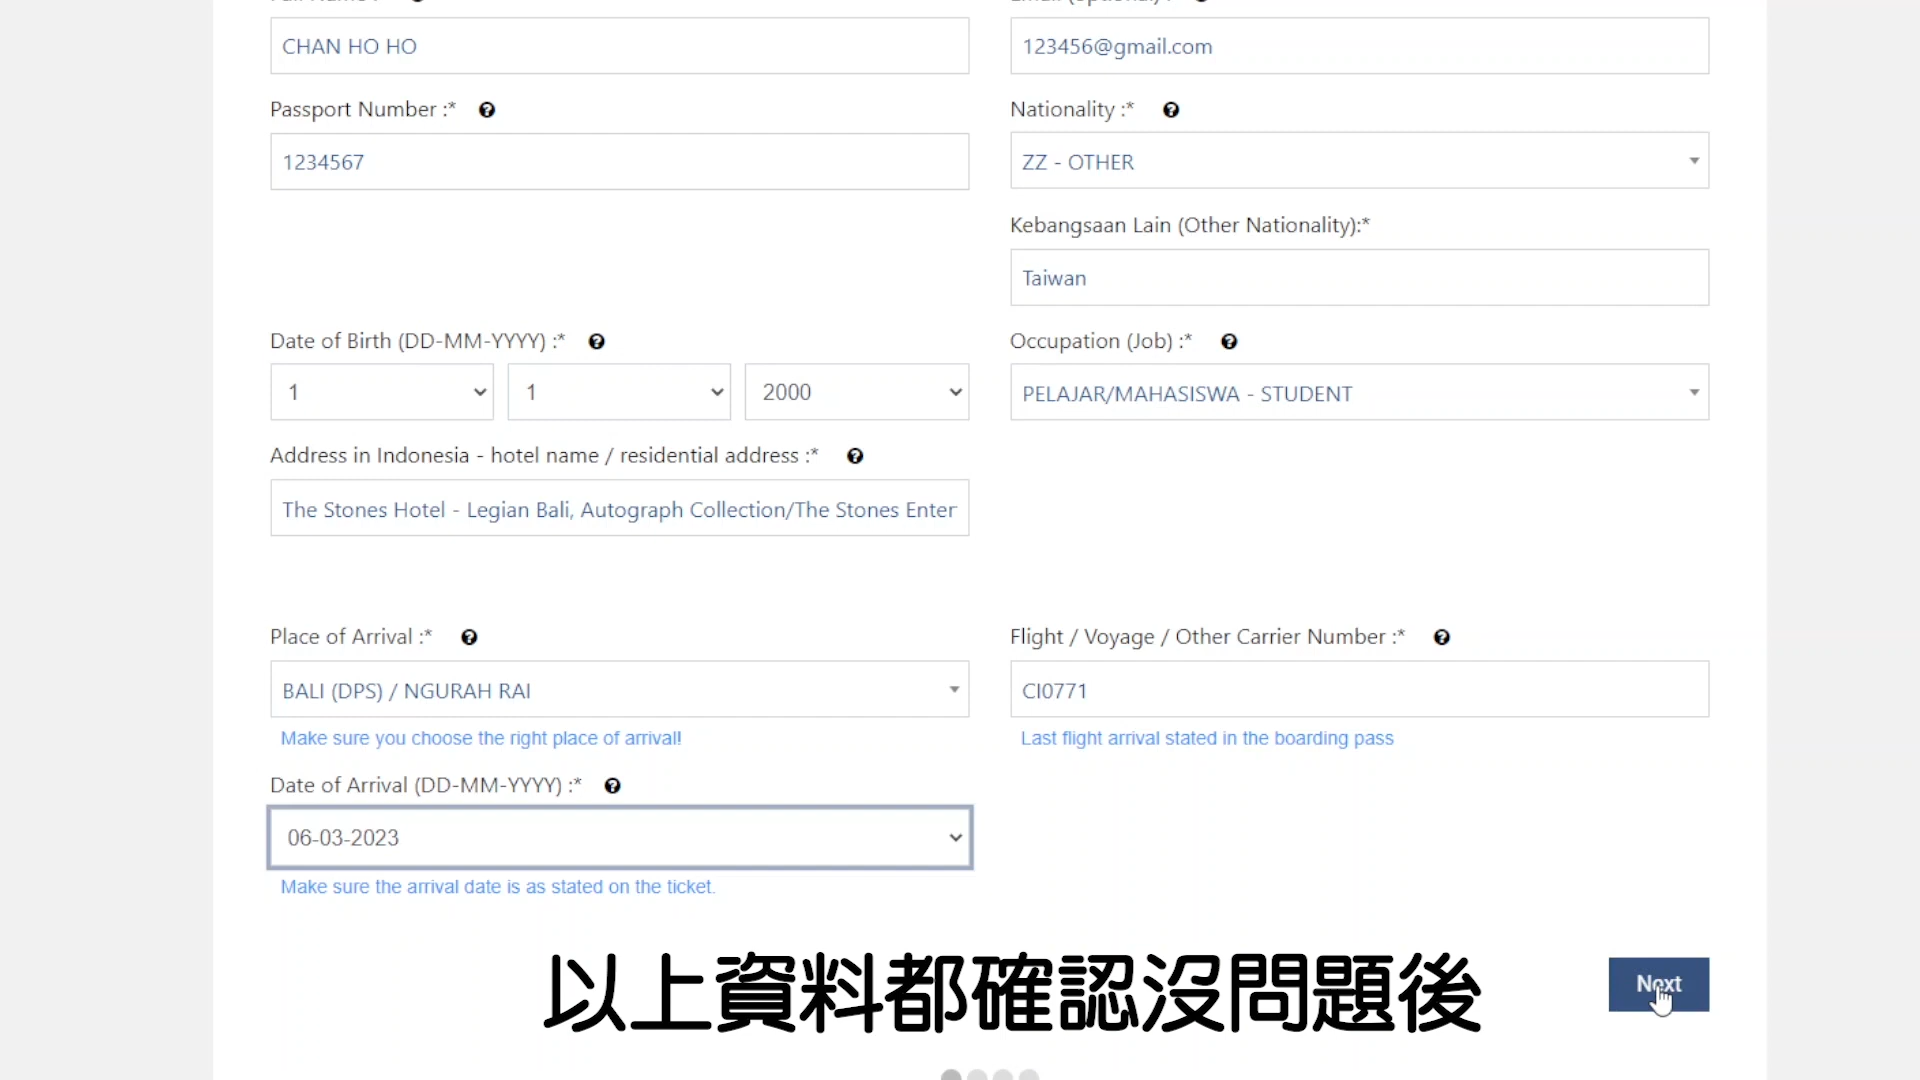 CHAN HO HO
123456@gmail.com
Passport Number :*
Nationality :*
1234567
ZZ - OTHER
Kebangsaan Lain (Other Nationality):*
Taiwan
Date of Birth (DD-MM-YYYY) :*
Occupation (Job) :*
1
1
2000
PELAJAR/MAHASISWA - STUDENT
Address in Indonesia - hotel name / residential address :*
The Stones Hotel - Legian Bali, Autograph Collection/The Stones Enter
Place of Arrival :*
Flight / Voyage / Other Carrier Number :*
BALI (DPS) / NGURAH RAI
CI0771
Make sure you choose the right place of arrival!
Last flight arrival stated in the boarding pass
Date of Arrival (DD-MM-YYYY) :*
06-03-2023
Make sure the arrival date is as stated on the ticket.
以上資料都確認沒問題後
Next